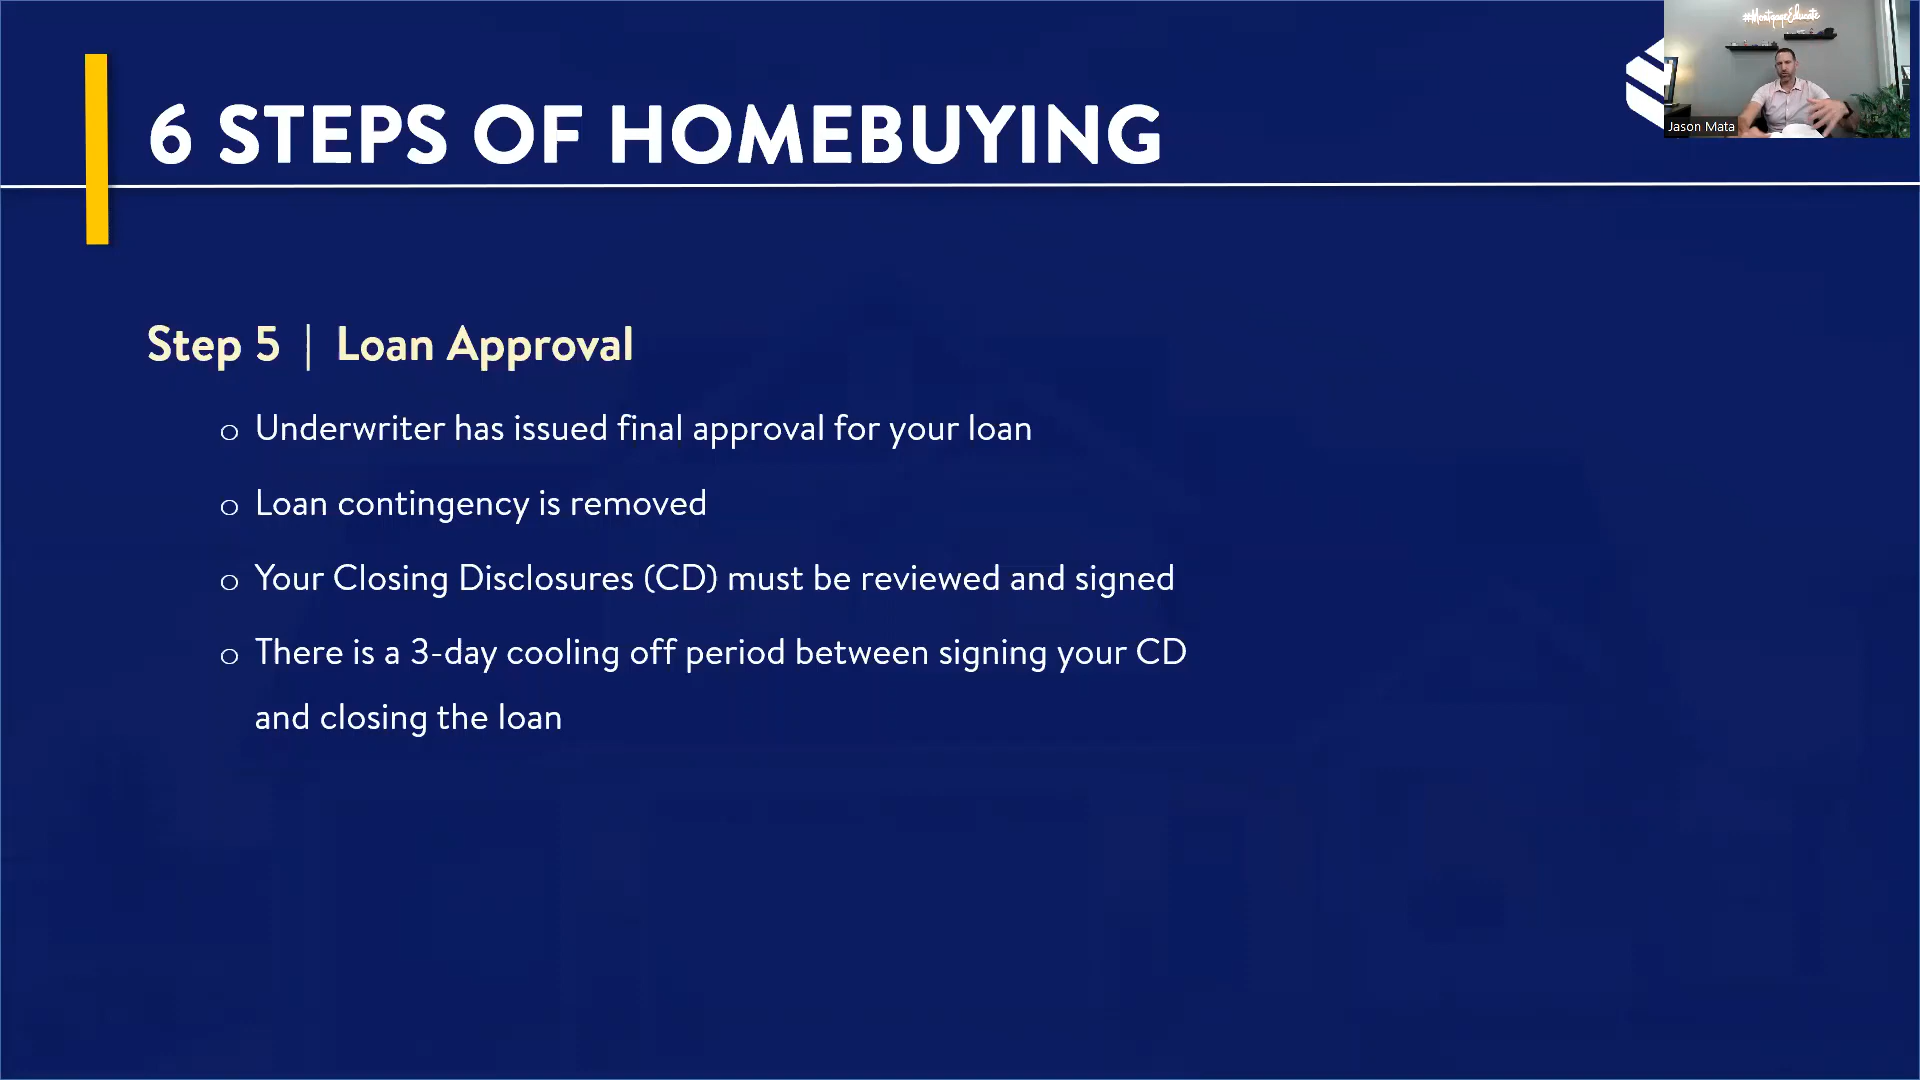 #MortgageEducate
Jason Mata
6 STEPS OF HOMEBUYING
Step 5 | Loan Approval
o Underwriter has issued final approval for your loan
o Loan contingency is removed
o Your Closing Disclosures (CD) must be reviewed and signed
o There is a 3-day cooling off period between signing your CD
and closing the loan